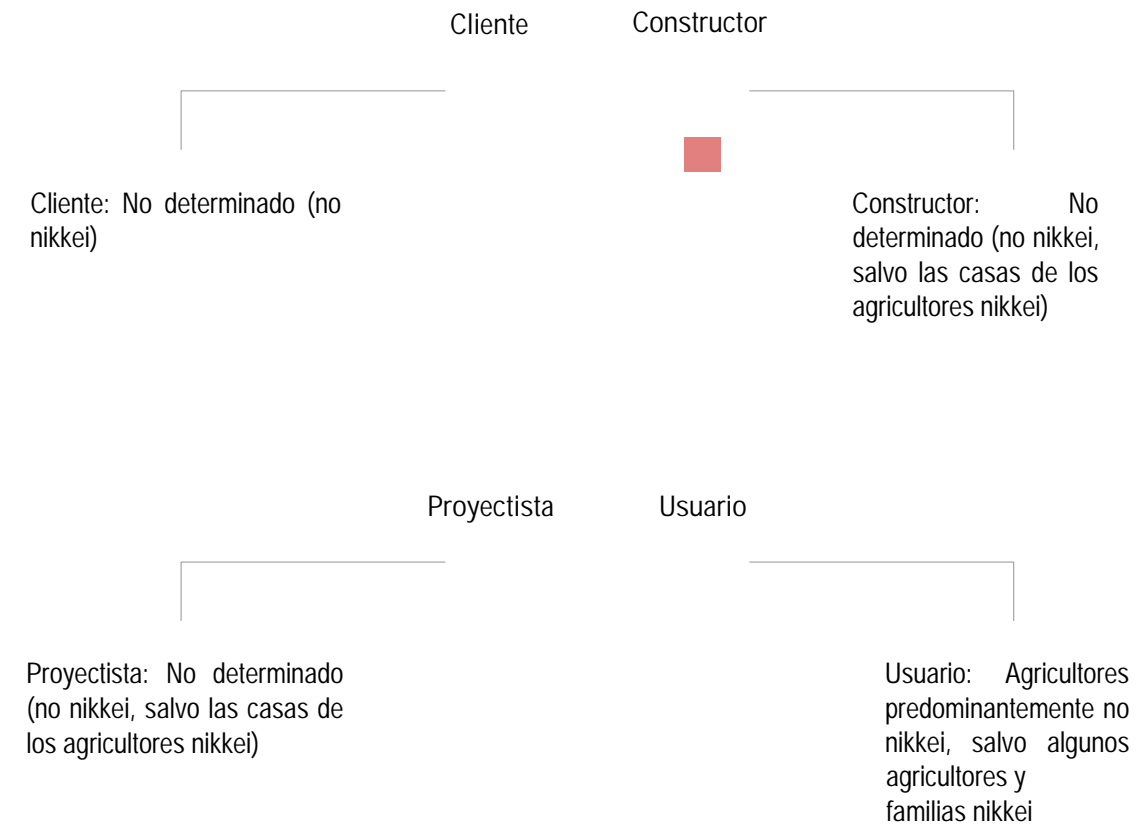 Cliente
Constructor
Cliente: No determinado (no
nikkei)
Constructor: No
determinado (no nikkei,
salvo las casas de los
agricultores nikkei)
Proyectista
Usuario
Proyectista: No determinado
(no nikkei, salvo las casas de
los agricultores nikkei)
Usuario: Agricultores
predominantemente no
nikkei, salvo algunos
agricultores y
familias nikkei